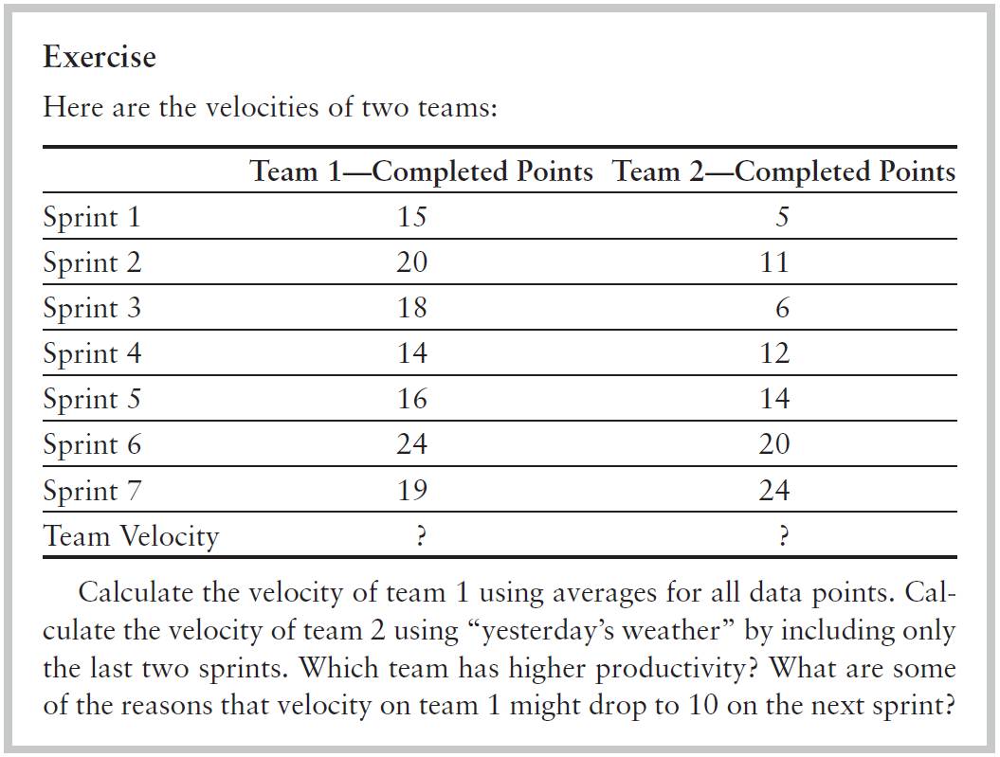 Exercise
Here are the velocities of two teams:
Team 1—Completed Points Team 2—Completed Points
Sprint 1 15 5
Sprint 2 20 11
Sprint 3 18 6
Sprint 4 14 12
Sprint 5 16 14
Sprint 6 24 20
Sprint 7 19 24
Team Velocity ? ?
Calculate the velocity of team 1 using averages for all data points. Cal-
culate the velocity of team 2 using “yesterday’s weather” by including only
the last two sprints. Which team has higher productivity? What are some
of the reasons that velocity on team 1 might drop to 10 on the next sprint?